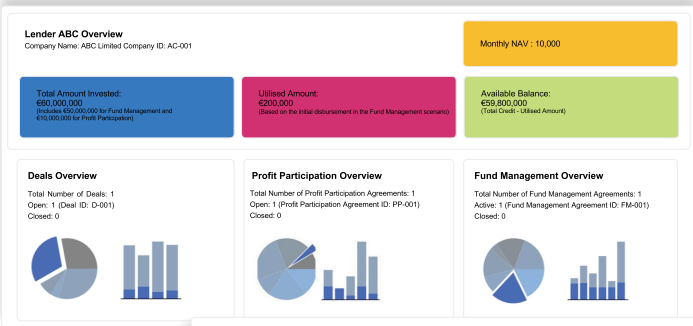 Lender ABC Overview
Company Name: ABC Limited Company ID: AC-001
Monthly NAV : 10,000
Total Amount Invested:
€60,000,000
(Includes €50,000,000 for Fund Management and
€10,000,000 for Profit Participation)
Utilised Amount:
€200,000
(Based on the initial disbursement in the Fund Management scenario)
Available Balance:
€59,800,000
(Total Credit - Utilised Amount)
Deals Overview
Total Number of Deals: 1
Open: 1 (Deal ID: D-001)
Closed: 0
Profit Participation Overview
Total Number of Profit Participation Agreements: 1
Open: 1 (Profit Participation Agreement ID: PP-001)
Closed: 0
Fund Management Overview
Total Number of Fund Management Agreements: 1
Active: 1 (Fund Management Agreement ID: FM-001)
Closed: 0